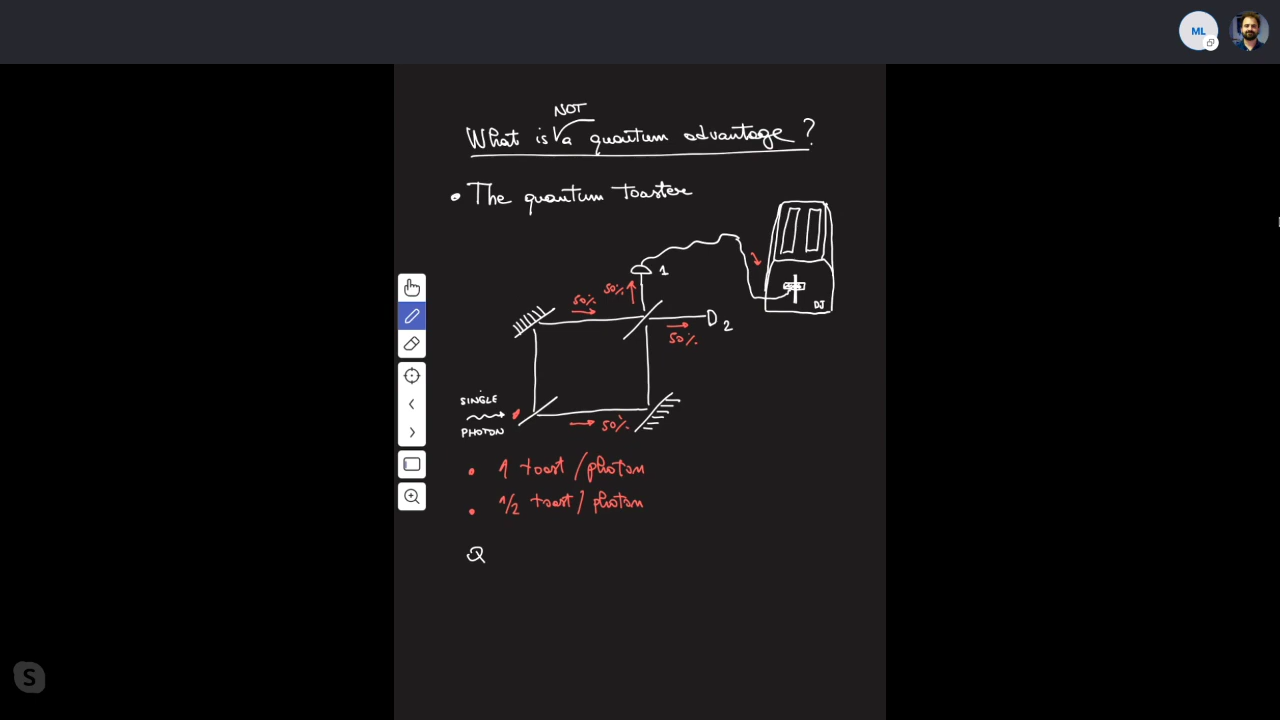 ML
NOT
What is a quantum advantage?
• The quantum toaster
1
50%
50%
D 2
50%
DJ
SINGLE
PHOTON
50%
• 1 toast / photon
• 1/2 toast / photon
Q
S